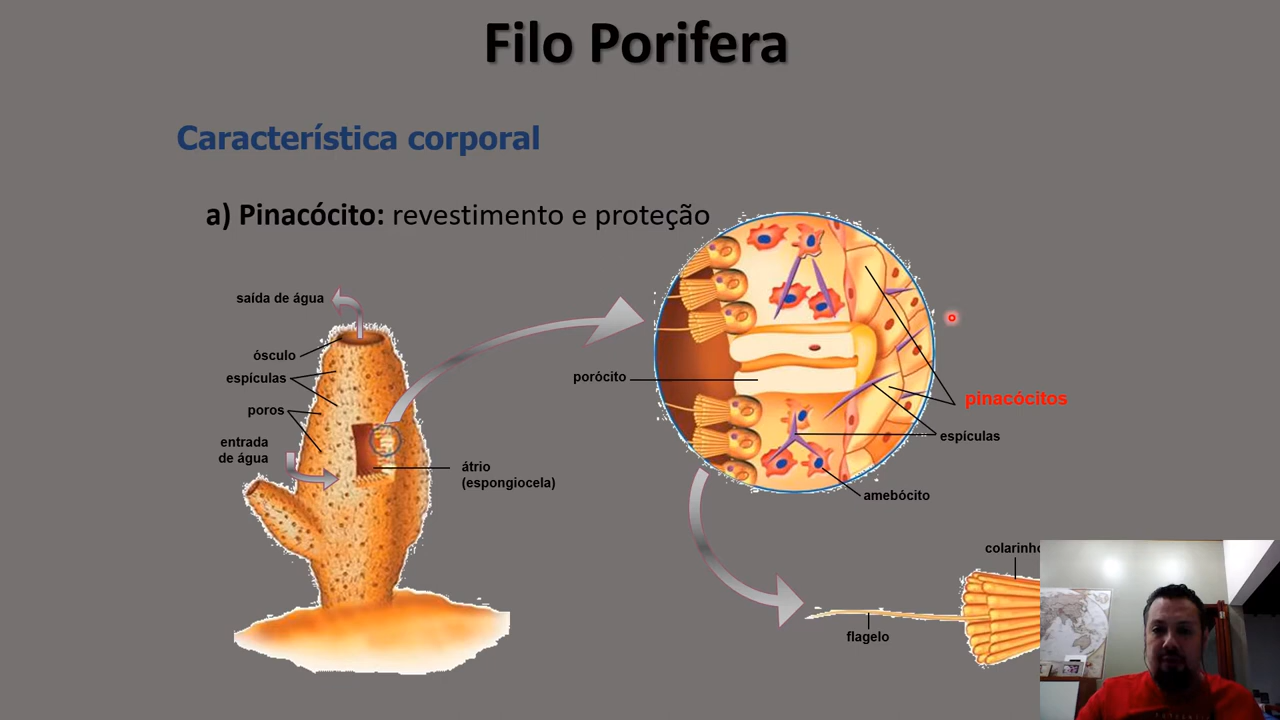 Filo Porifera
Característica corporal
a) Pinacócito: revestimento e proteção
saída de água
ósculo
espículas
poros
entrada
de água
átrio
(espongiocela)
porócito
pinacócitos
espículas
amebócito
colarinho
flagelo